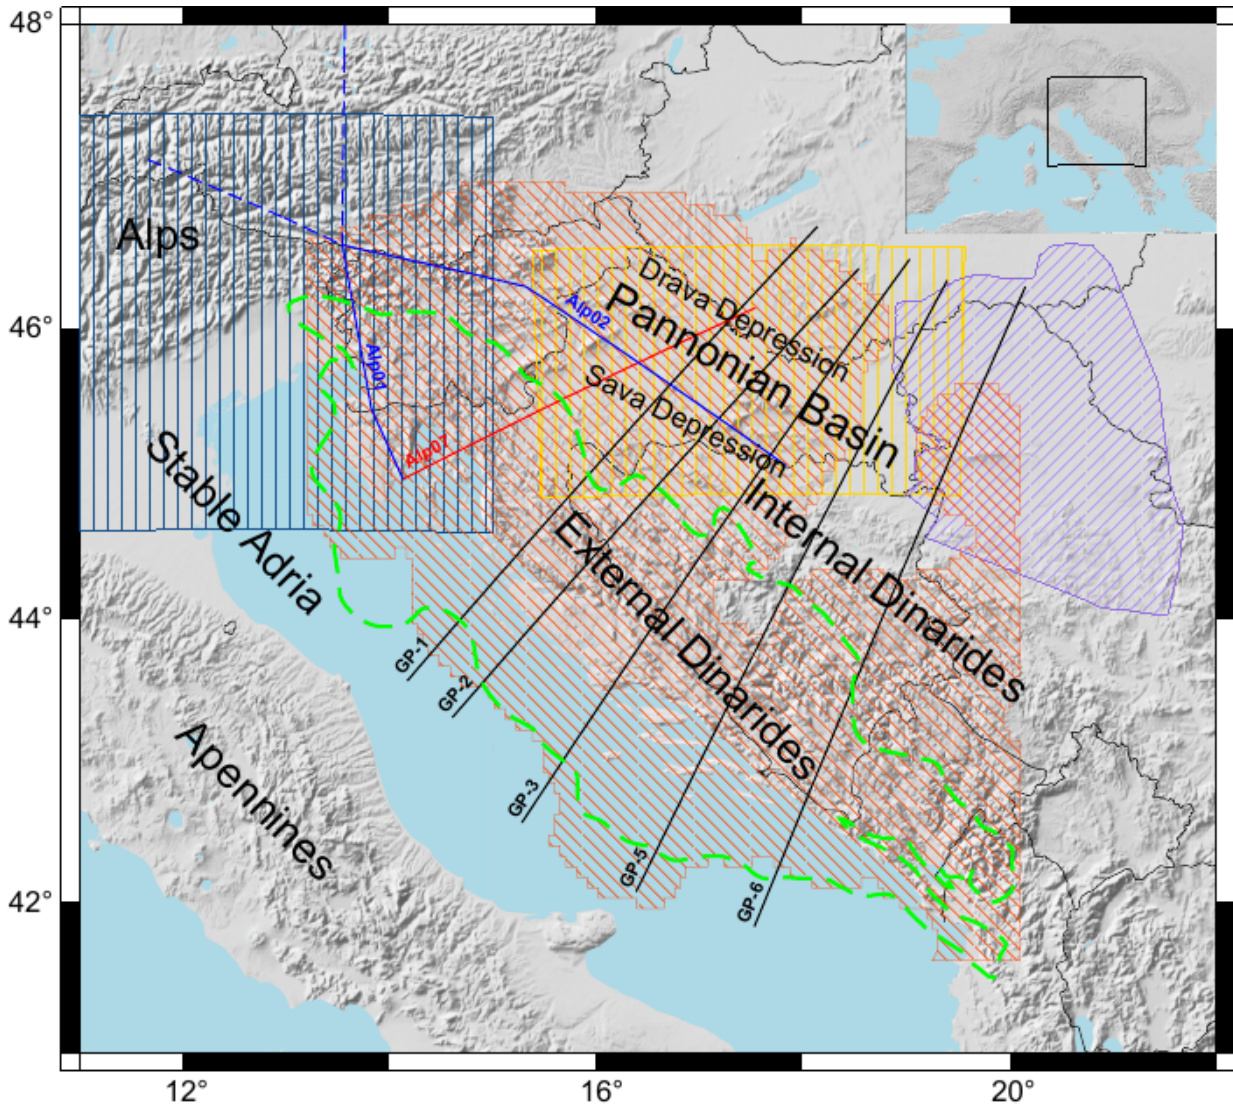 48°
46°
44°
42°
12°
16°
20°
Alps
Drava Depression
Pannonian Basin
Sava Depression
Alp02
Alp01
Alp07
Stable Adria
Internal Dinarides
External Dinarides
Apennines
GP-1
GP-2
GP-3
GP-5
GP-6